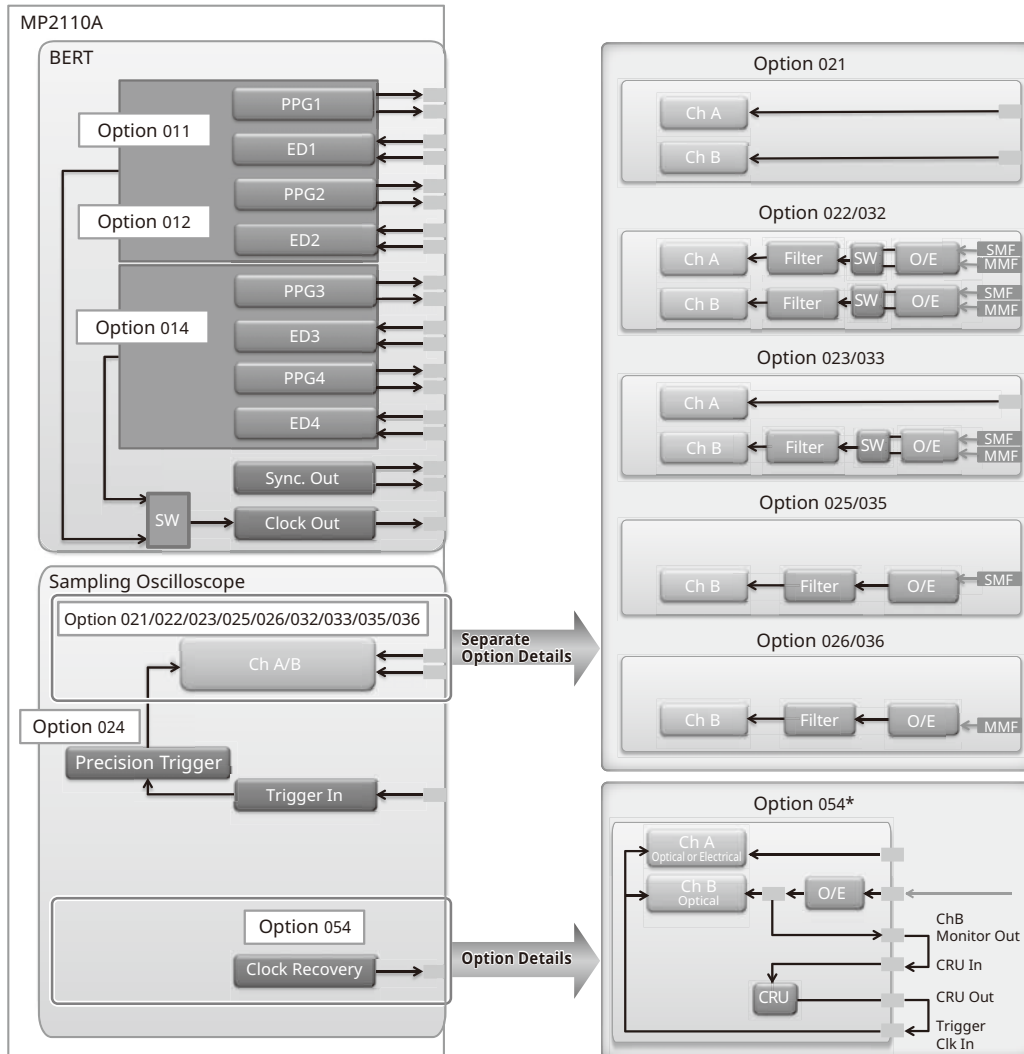 MP2110A
BERT
Option 011
Option 012
Option 014
PPG1
ED1
PPG2
ED2
PPG3
ED3
PPG4
ED4
Sync. Out
SW
Clock Out
Sampling Oscilloscope
Option 021/022/023/025/026/032/033/035/036
Ch A/B
Option 024
Precision Trigger
Trigger In
Option 054
Clock Recovery
Separate
Option Details
Option Details
Option 021
Ch A
Ch B
Option 022/032
Ch A
Filter
SW
O/E
SMF
MMF
Ch B
Filter
SW
O/E
SMF
MMF
Option 023/033
Ch A
Ch B
Filter
SW
O/E
SMF
MMF
Option 025/035
Ch B
Filter
O/E
SMF
Option 026/036
Ch B
Filter
O/E
MMF
Option 054*
Ch A
Optical or Electrical
Ch B
Optical
O/E
ChB
Monitor Out
CRU In
CRU
CRU Out
Trigger
Clk In